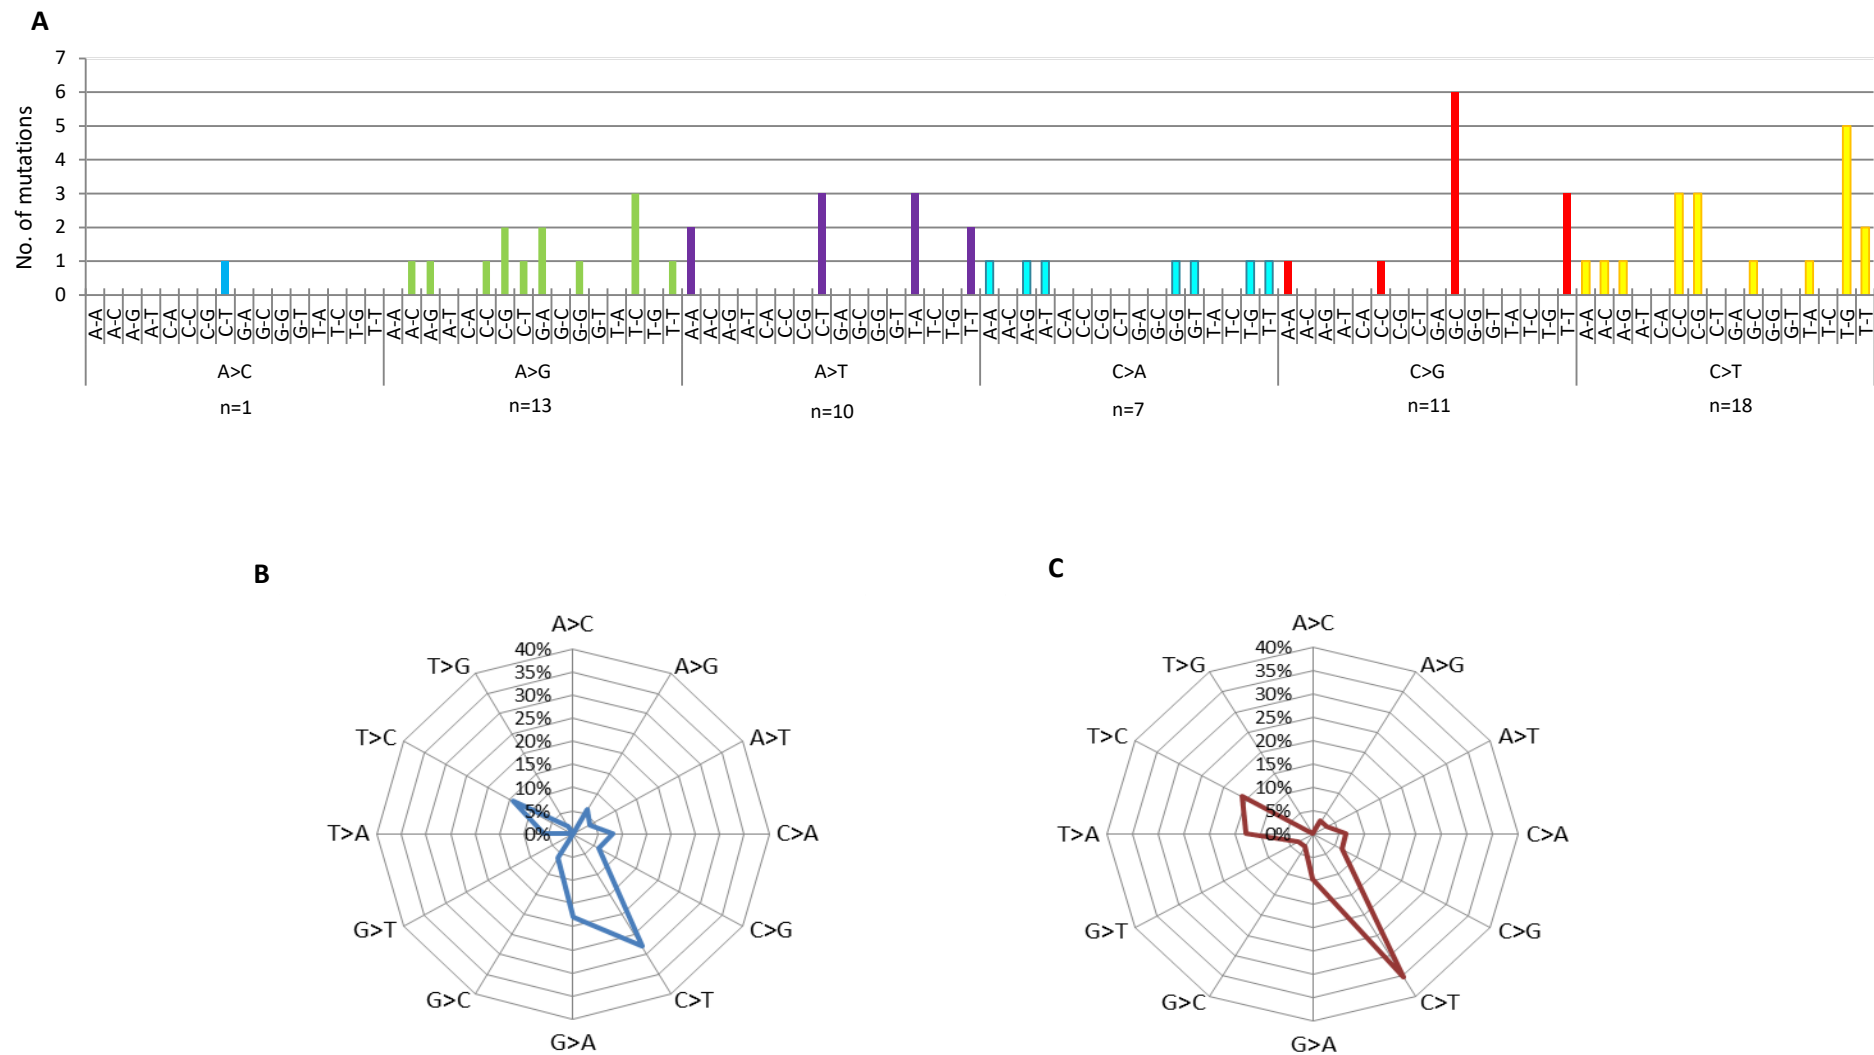 A
No. of mutations
7
6
5
4
3
2
1
0
A-A A-C A-G A-T C-A C-C C-G C-T G-A G-C G-G G-T T-A T-C T-G T-T A-A A-C A-G A-T C-A C-C C-G C-T G-A G-C G-G G-T T-A T-C T-G T-T A-A A-C A-G A-T C-A C-C C-G C-T G-A G-C G-G G-T T-A T-C T-G T-T A-A A-C A-G A-T C-A C-C C-G C-T G-A G-C G-G G-T T-A T-C T-G T-T A-A A-C A-G A-T C-A C-C C-G C-T G-A G-C G-G G-T T-A T-C T-G T-T A-A A-C A-G A-T C-A C-C C-G C-T G-A G-C G-G G-T T-A T-C T-G T-T
A>C A>G A>T C>A C>G C>T
n=1 n=13 n=10 n=7 n=11 n=18
B
A>C
A>G
A>T
C>A
C>G
C>T
G>A
G>C
G>T
T>A
T>C
T>G
40%
35%
30%
25%
20%
15%
10%
5%
0%
C
A>C
A>G
A>T
C>A
C>G
C>T
G>A
G>C
G>T
T>A
T>C
T>G
40%
35%
30%
25%
20%
15%
10%
5%
0%